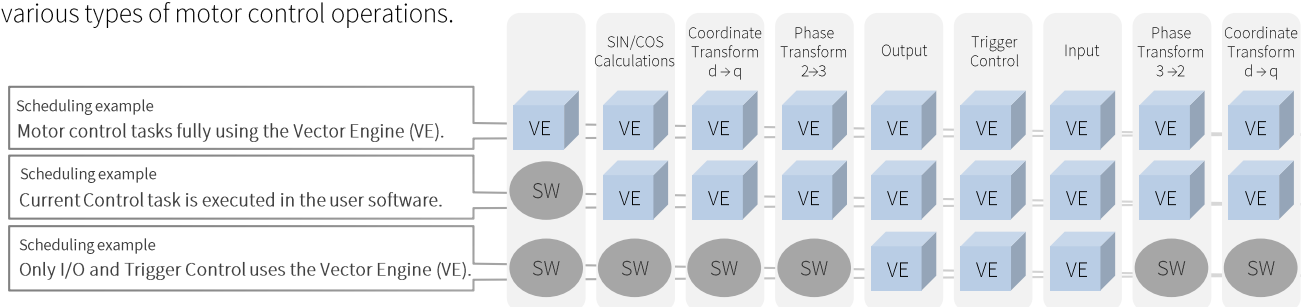 various types of motor control operations.
SIN/COS
Calculations
Coordinate
Transform
d → q
Phase
Transform
2→3
Output
Trigger
Control
Input
Phase
Transform
3 →2
Coordinate
Transform
d → q
Scheduling example
Motor control tasks fully using the Vector Engine (VE).
VE VE VE VE VE VE VE VE VE
Scheduling example
Current Control task is executed in the user software.
SW VE VE VE VE VE VE VE VE
Scheduling example
Only I/O and Trigger Control uses the Vector Engine (VE).
SW SW SW SW VE VE VE SW SW